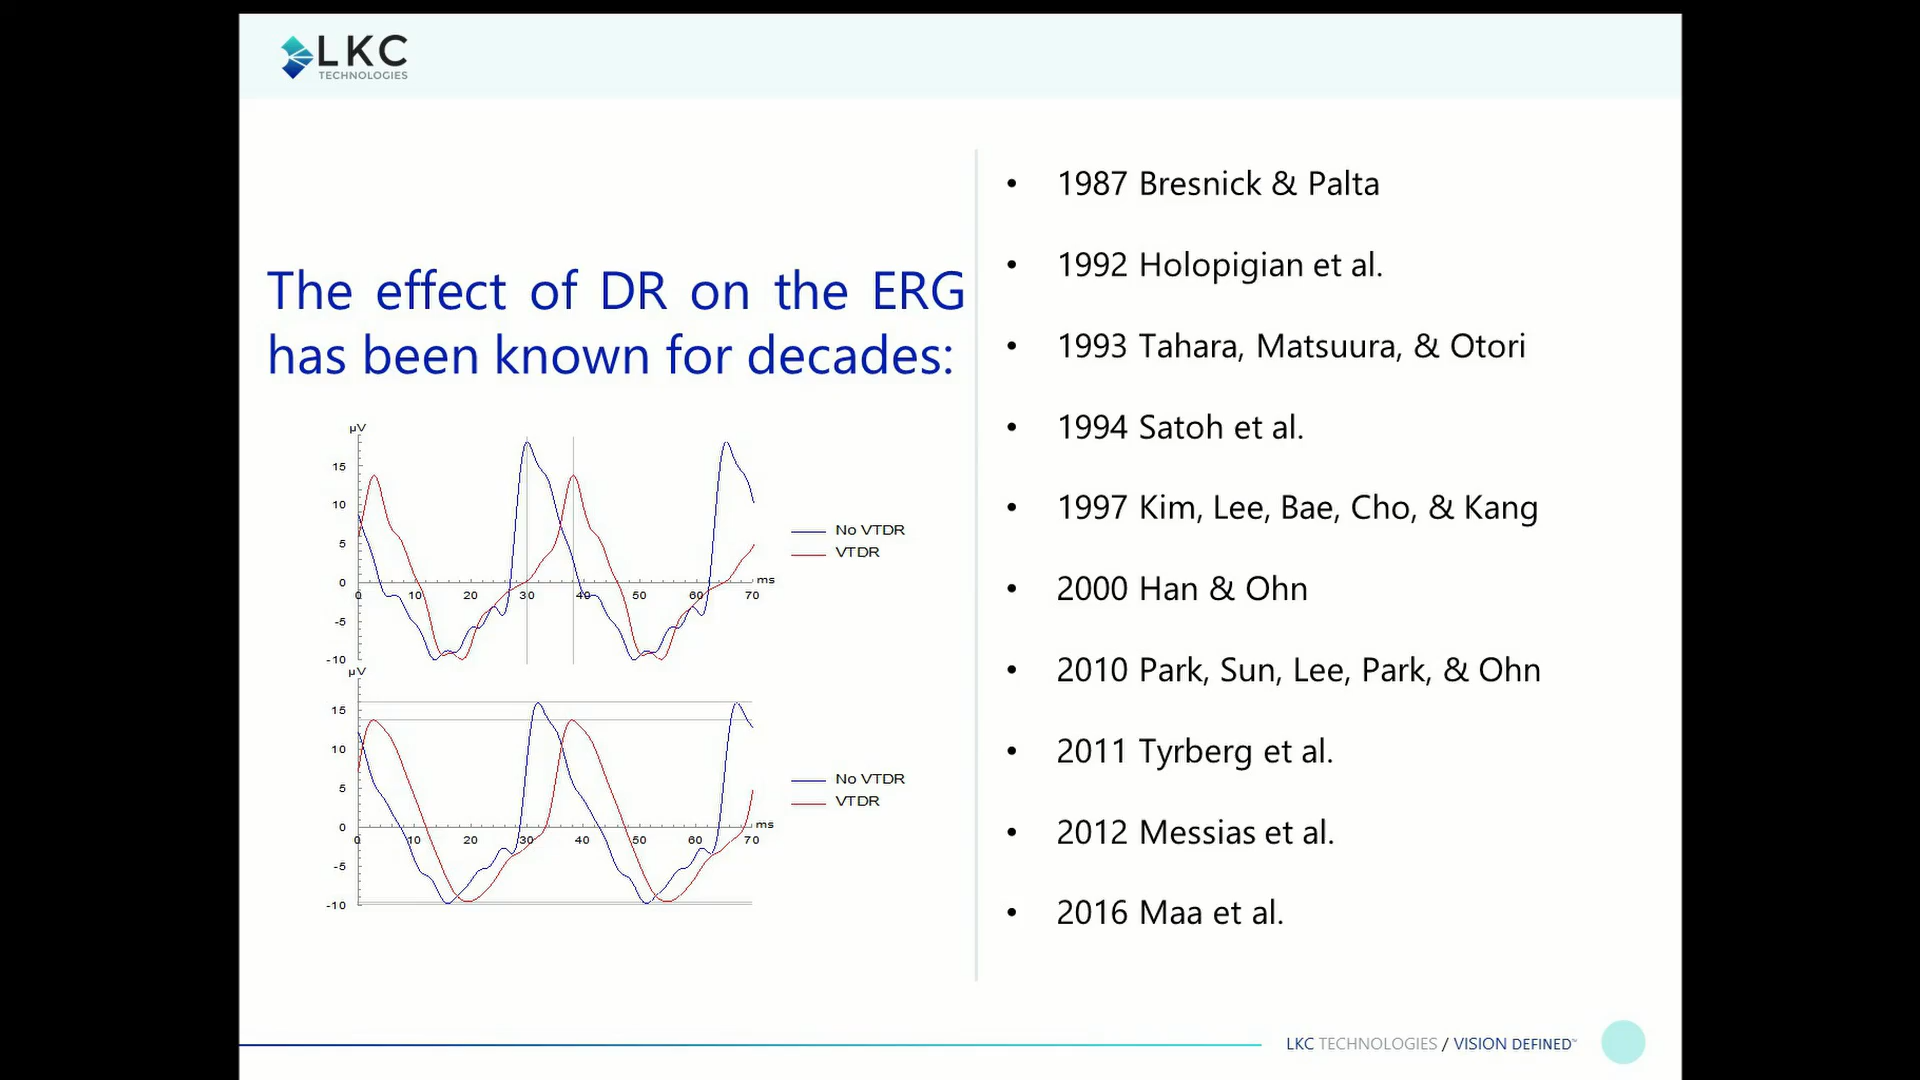 LKC
TECHNOLOGIES
The effect of DR on the ERG
has been known for decades:
µV
15
10
5
0
-5
-10
0 10 20 30 40 50 60 70
ms
No VTDR
VTDR
µV
15
10
5
0
-5
-10
0 10 20 30 40 50 60 70
ms
No VTDR
VTDR
• 1987 Bresnick & Palta
• 1992 Holopigian et al.
• 1993 Tahara, Matsuura, & Otori
• 1994 Satoh et al.
• 1997 Kim, Lee, Bae, Cho, & Kang
• 2000 Han & Ohn
• 2010 Park, Sun, Lee, Park, & Ohn
• 2011 Tyrberg et al.
• 2012 Messias et al.
• 2016 Maa et al.
LKC TECHNOLOGIES / VISION DEFINED™